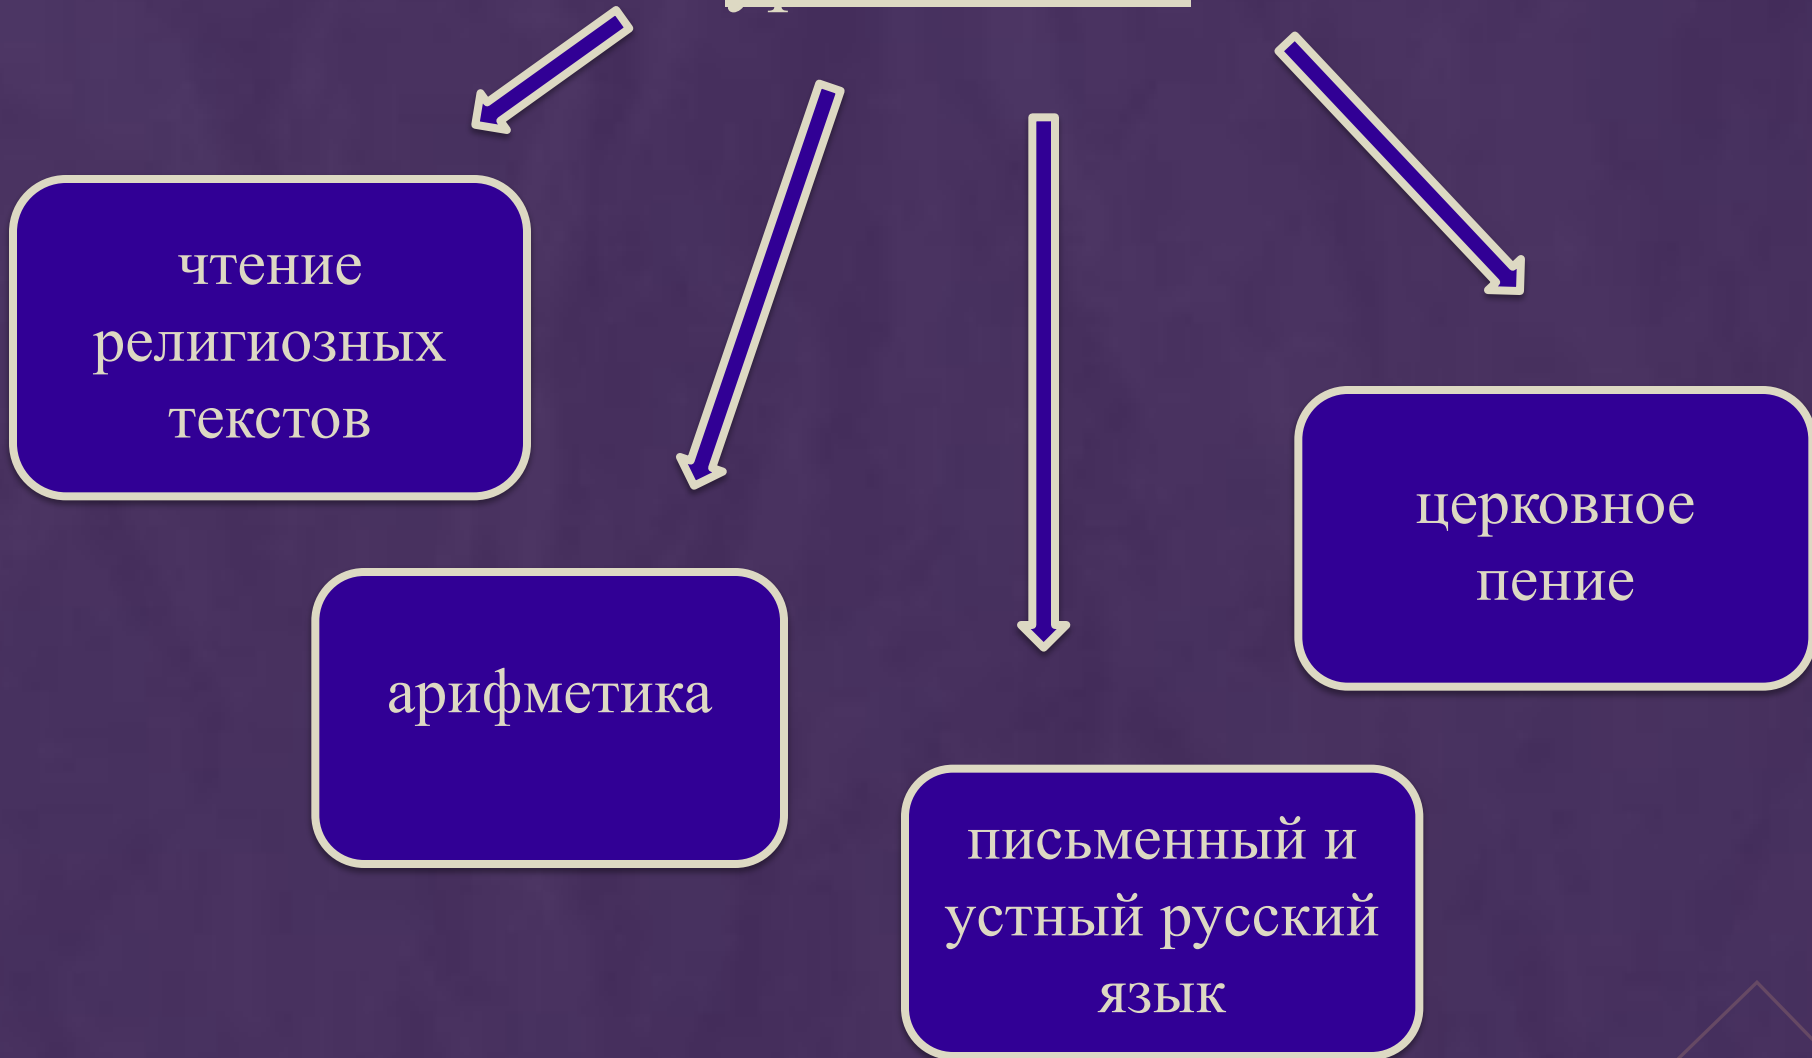 чтение
религиозных
текстов
арифметика
письменный и
устный русский
язык
церковное
пение